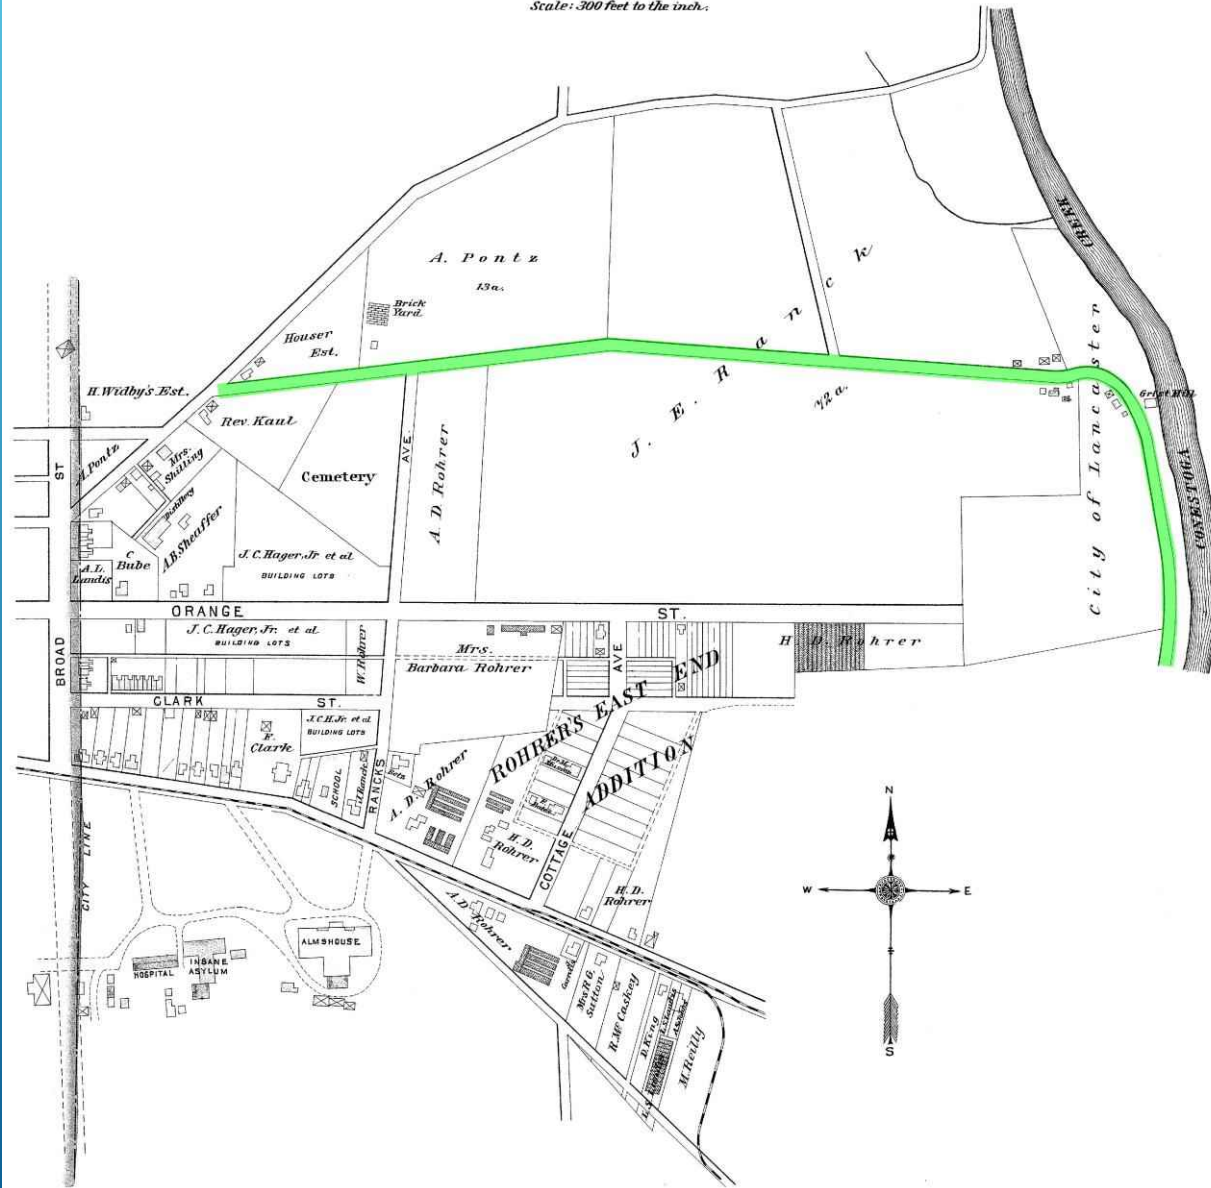 Scale: 300 feet to the inch.
CREEK
A. Pontz
13a.
Brick
Yard
Houser
Est.
J. E. Ranck
72 a.
H. Widby's Est.
Rev. Kaul
Cemetery
AVE.
A. D. Rohrer
City of Lancaster
Grist Mill
CONESTOGA
ST
A. Pontz
Mrs.
Shilling
Distillery
A.B. Sheaffer
C
Bube
A.L.
Landis
J.C. Hager, Jr et al
BUILDING LOTS
ORANGE ST.
J.C. Hager, Jr. et al.
BUILDING LOTS
W. Rohrer
Mrs.
Barbara Rohrer
AVE
H. D. Rohrer
BROAD
CLARK ST.
J.C.H. Jr. et al
BUILDING LOTS
F.
Clark
SCHOOL
RANCKS
A. D. Rohrer
ROHRER'S EAST END
ADDITION
H.D.
Rohrer
COTTAGE
H.D.
Rohrer
CITY LINE
A. D. Rohrer
ALMSHOUSE
HOSPITAL
INSANE
ASYLUM
Mrs R G.
Sutton
R. Mc Caskey
D. King
M. Reilly
N
W
E
S